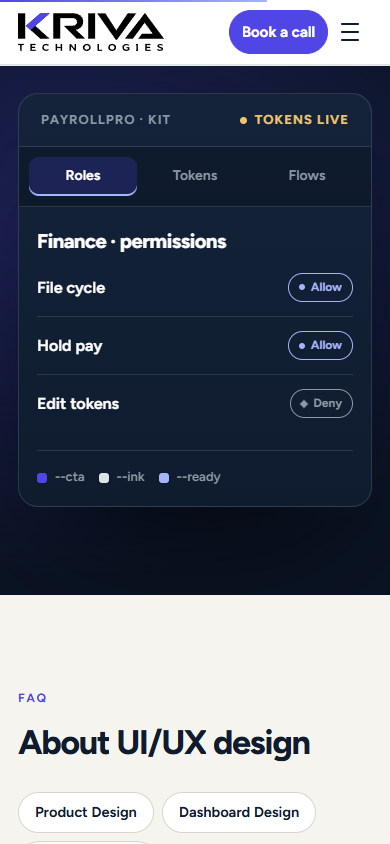 KRIVA
TECHNOLOGIES
Book a call
PAYROLLPRO · KIT
TOKENS LIVE
Roles
Tokens
Flows
Finance · permissions
File cycle
Allow
Hold pay
Allow
Edit tokens
Deny
--cta
--ink
--ready
FAQ
About UI/UX design
Product Design
Dashboard Design